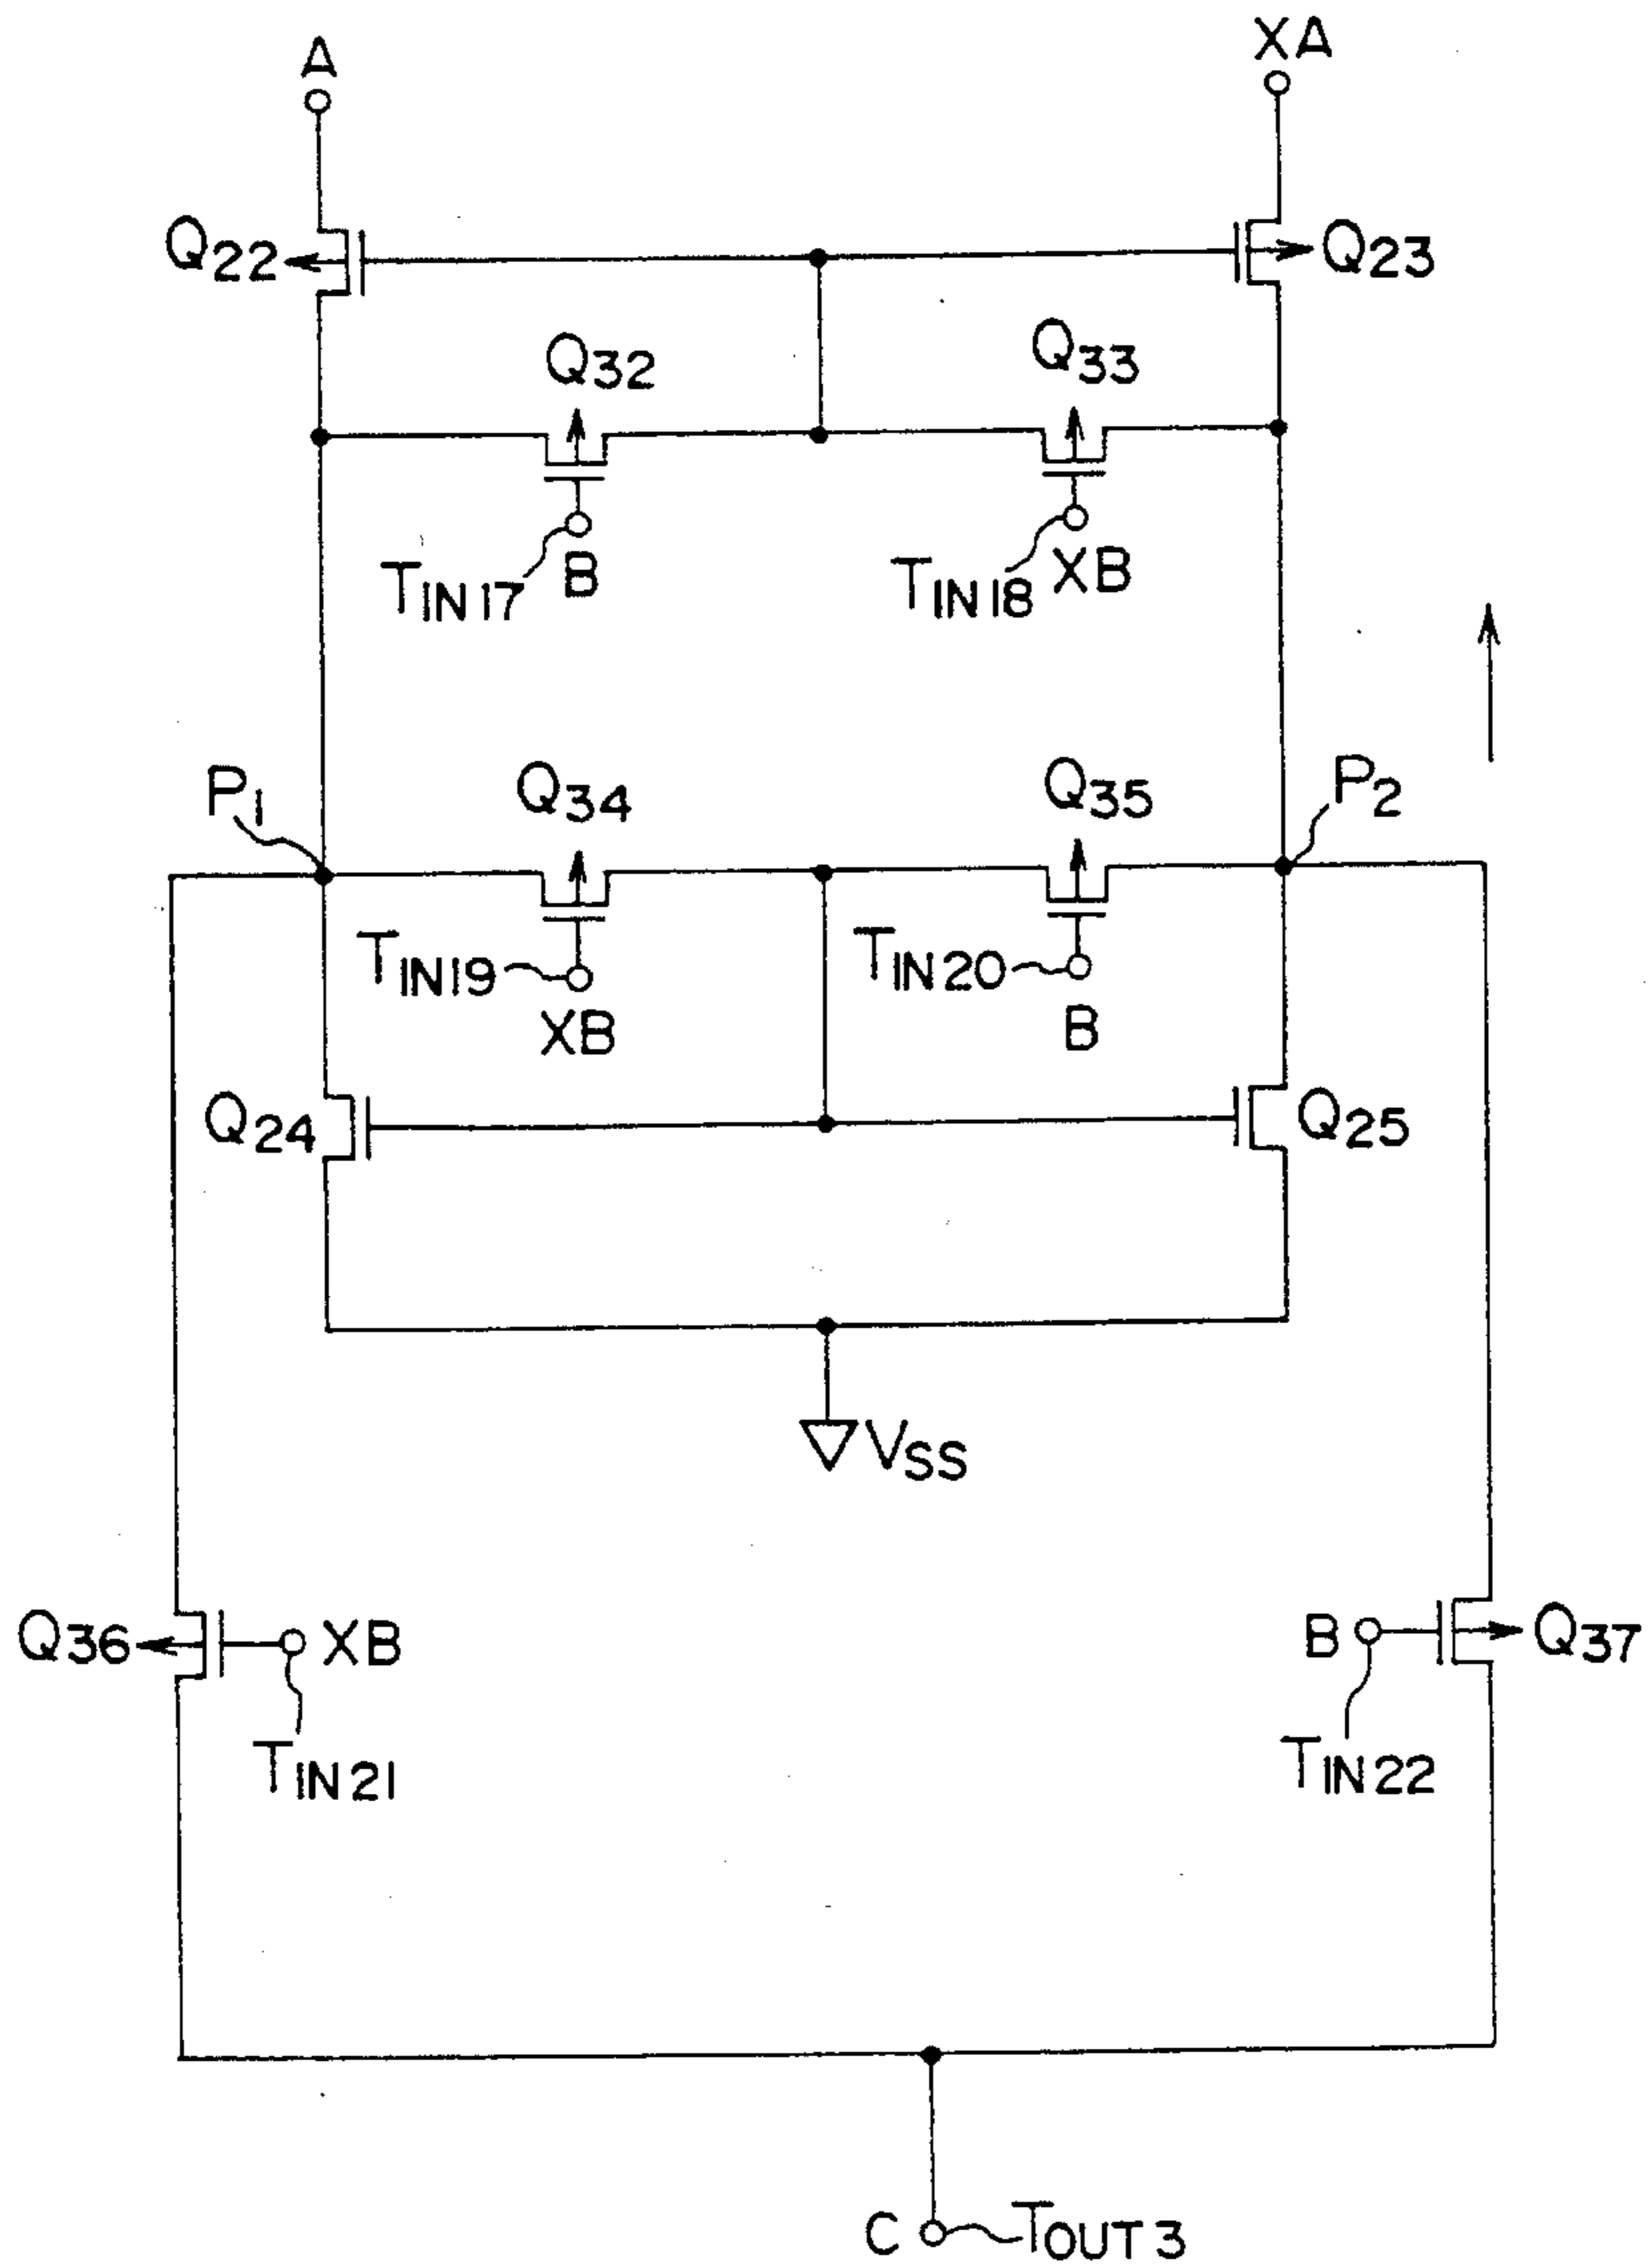 A
XA
Q22
Q23
Q32
Q33
TIN17
B
TIN18
XB
P1
Q34
Q35
P2
TIN19
XB
TIN20
B
Q24
Q25
VSS
Q36
XB
B
Q37
TIN21
TIN22
C
TOUT3